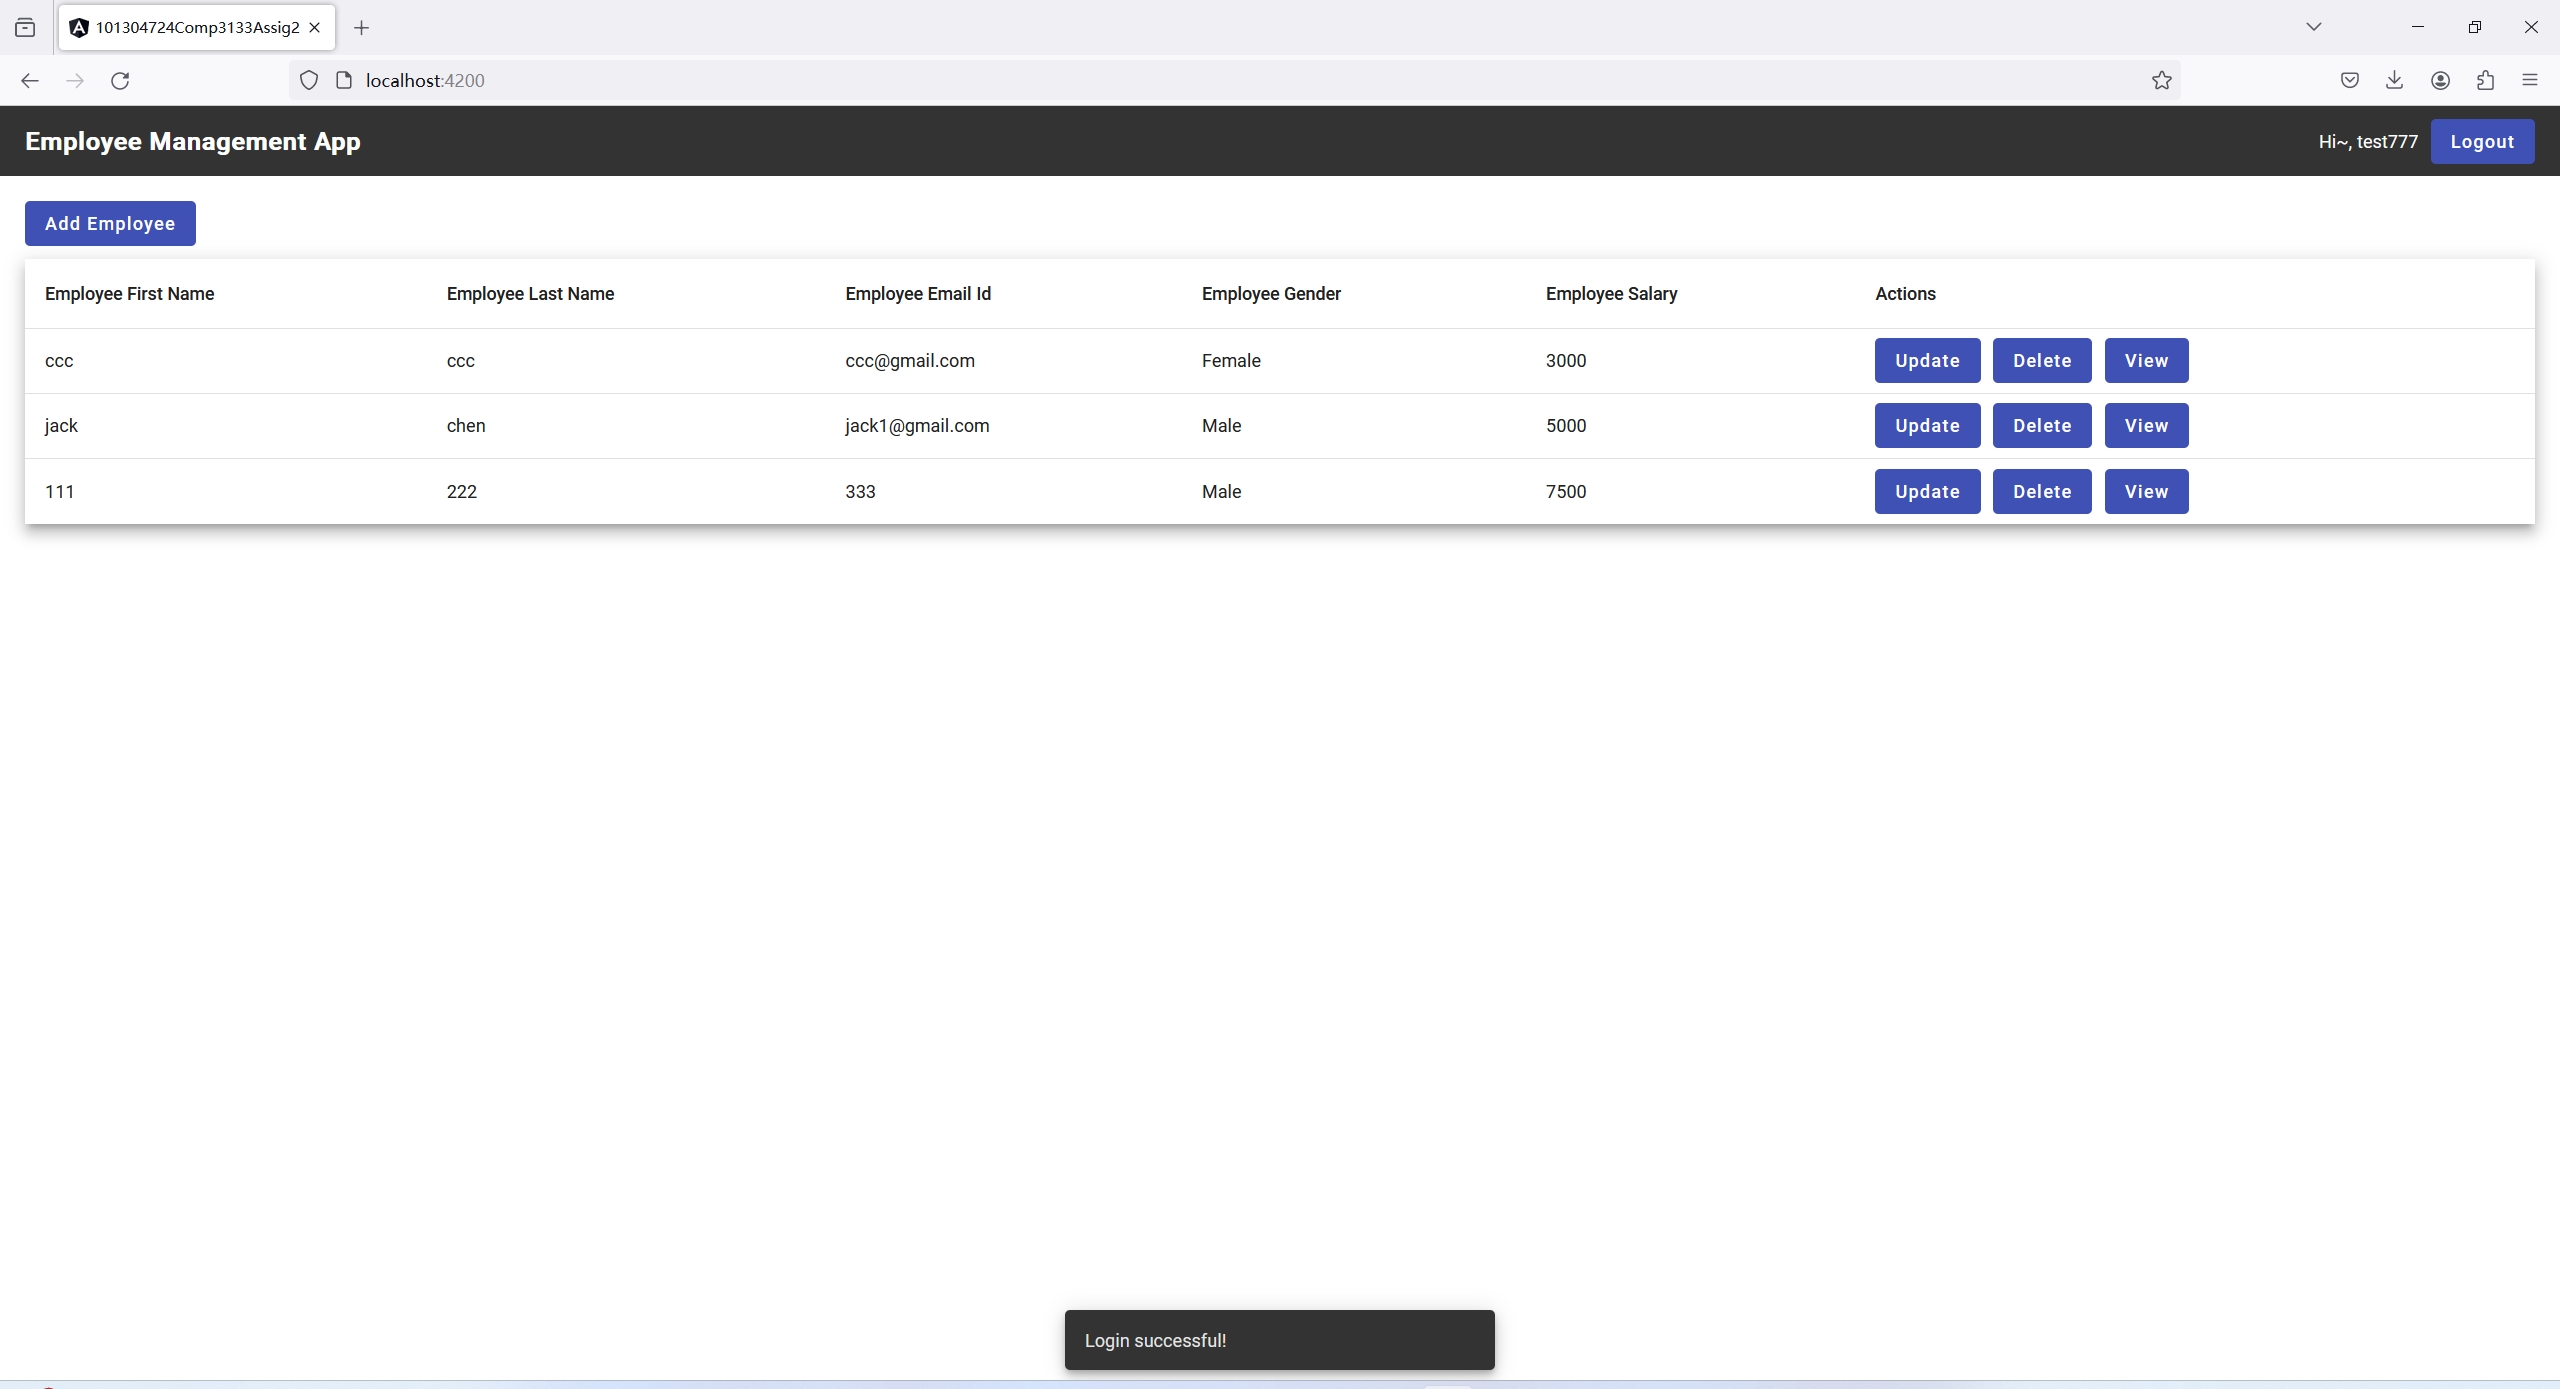 101304724Comp3133Assig2
localhost:4200
Employee Management App
Hi~, test777 Logout
Add Employee
Employee First Name Employee Last Name Employee Email Id Employee Gender Employee Salary Actions
ccc ccc ccc@gmail.com Female 3000 Update Delete View
jack chen jack1@gmail.com Male 5000 Update Delete View
111 222 333 Male 7500 Update Delete View
Login successful!